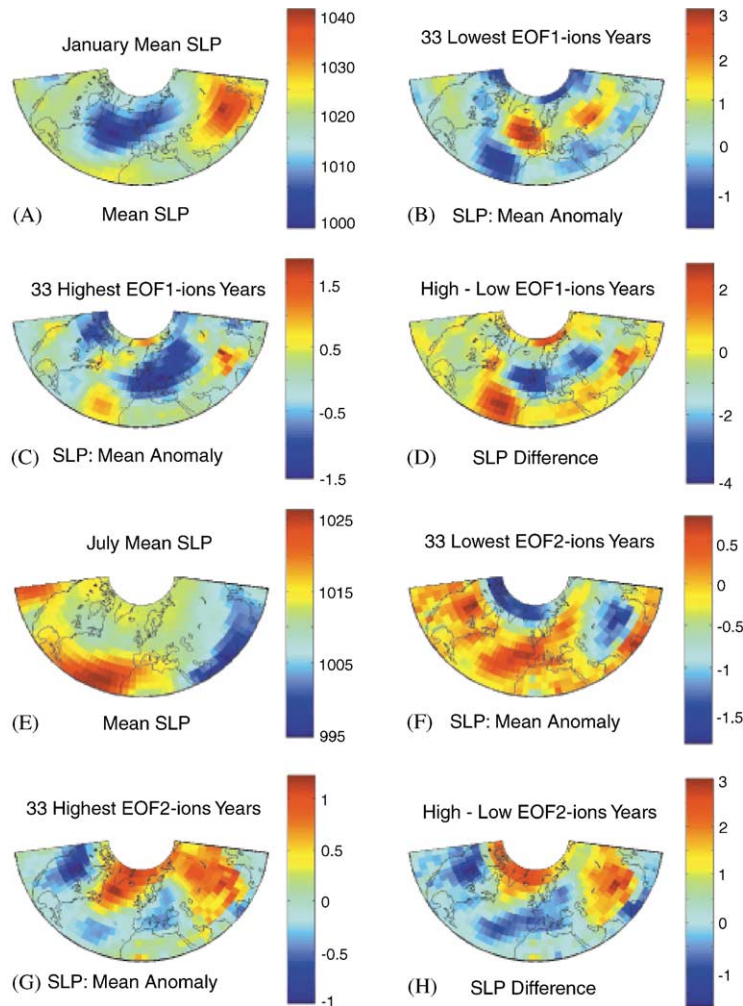 January Mean SLP
1040
1030
1020
1010
1000
(A)
Mean SLP
33 Lowest EOF1-ions Years
3
2
1
0
-1
(B)
SLP: Mean Anomaly
33 Highest EOF1-ions Years
1.5
0.5
-0.5
-1.5
(C)
SLP: Mean Anomaly
High - Low EOF1-ions Years
2
0
-2
-4
(D)
SLP Difference
July Mean SLP
1025
1015
1005
995
(E)
Mean SLP
33 Lowest EOF2-ions Years
0.5
0
-0.5
-1
-1.5
(F)
SLP: Mean Anomaly
33 Highest EOF2-ions Years
1
0.5
0
-0.5
-1
(G)
SLP: Mean Anomaly
High - Low EOF2-ions Years
3
2
1
0
-1
(H)
SLP Difference